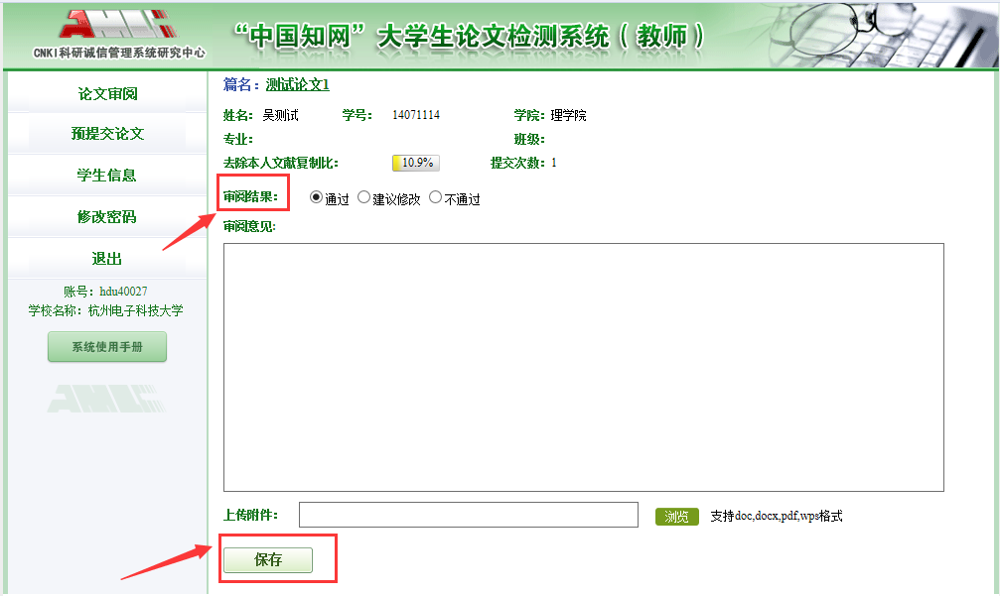 AMLC
CNKI科研诚信管理系统研究中心
“中国知网”大学生论文检测系统（教师）
论文审阅
预提交论文
学生信息
修改密码
退出
账号：hdu40027
学校名称：杭州电子科技大学
系统使用手册
AMLC
篇名：测试论文1
姓名：吴测试 学号：14071114 学院：理学院
专业： 班级：
去除本人文献复制比： 10.9% 提交次数：1
审阅结果： 通过 建议修改 不通过
审阅意见：
上传附件： 浏览 支持doc,docx,pdf,wps格式
保存